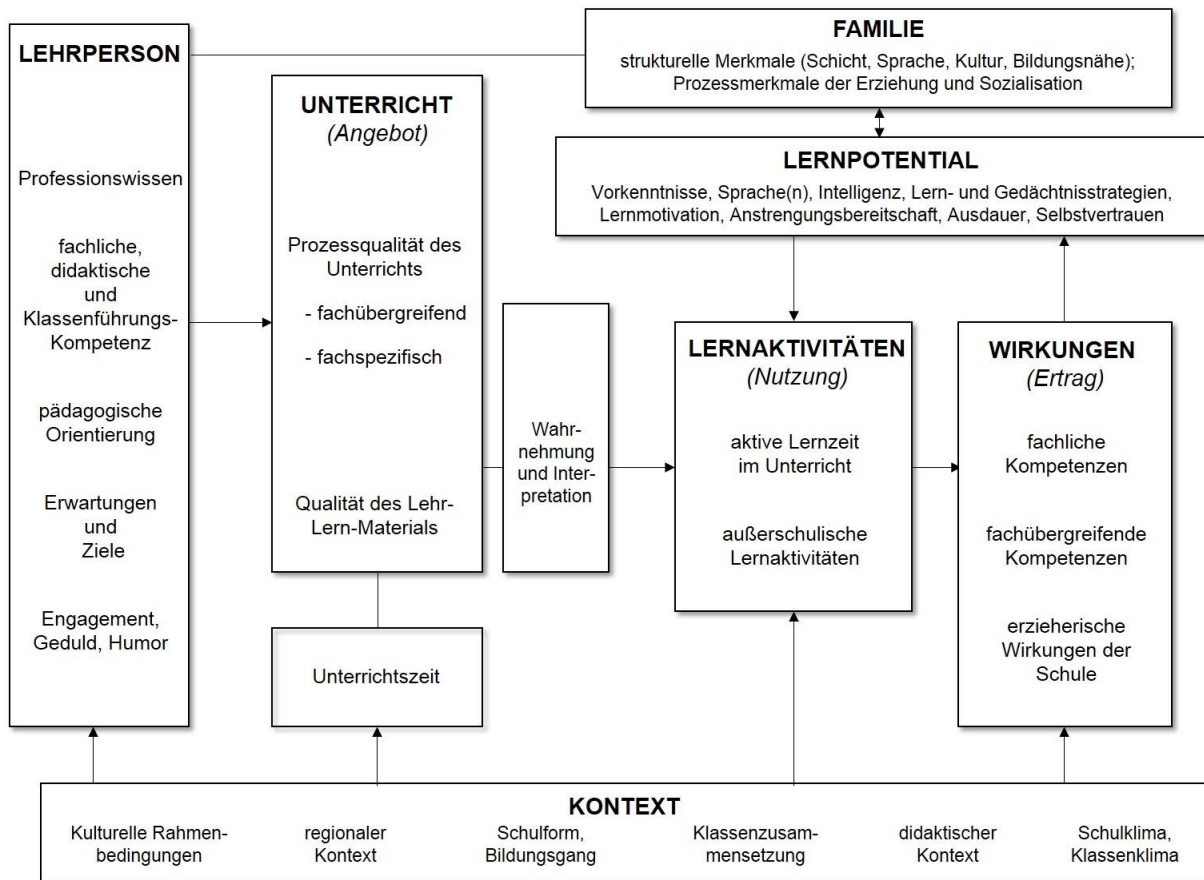 LEHRPERSON
Professionswissen
fachliche,
didaktische
und
Klassenführungs-
Kompetenz
pädagogische
Orientierung
Erwartungen
und
Ziele
Engagement,
Geduld, Humor
UNTERRICHT
(Angebot)
Prozessqualität des
Unterrichts
- fachübergreifend
- fachspezifisch
Qualität des Lehr-
Lern-Materials
Unterrichtszeit
FAMILIE
strukturelle Merkmale (Schicht, Sprache, Kultur, Bildungsnähe);
Prozessmerkmale der Erziehung und Sozialisation
LERNPOTENTIAL
Vorkenntnisse, Sprache(n), Intelligenz, Lern- und Gedächtnisstrategien,
Lernmotivation, Anstrengungsbereitschaft, Ausdauer, Selbstvertrauen
Wahr-
nehmung
und Inter-
pretation
LERNAKTIVITÄTEN
(Nutzung)
aktive Lernzeit
im Unterricht
außerschulische
Lernaktivitäten
WIRKUNGEN
(Ertrag)
fachliche
Kompetenzen
fachübergreifende
Kompetenzen
erzieherische
Wirkungen der
Schule
KONTEXT
Kulturelle Rahmen-
bedingungen
regionaler
Kontext
Schulform,
Bildungsgang
Klassenzusam-
mensetzung
didaktischer
Kontext
Schulklima,
Klassenklima